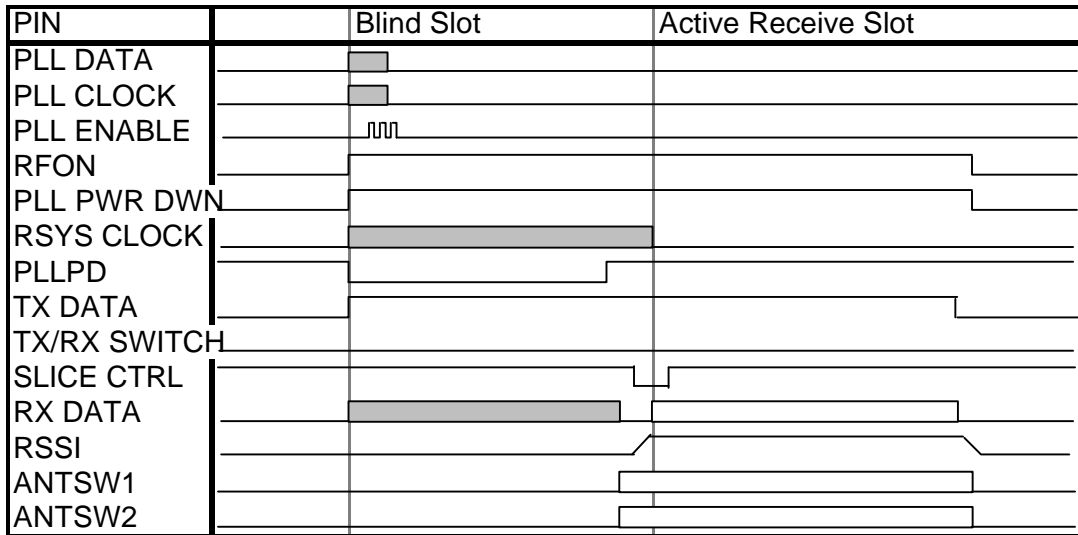 PIN Blind Slot Active Receive Slot
PLL DATA
PLL CLOCK
PLL ENABLE
RFON
PLL PWR DWN
RSYS CLOCK
PLLPD
TX DATA
TX/RX SWITCH
SLICE CTRL
RX DATA
RSSI
ANTSW1
ANTSW2